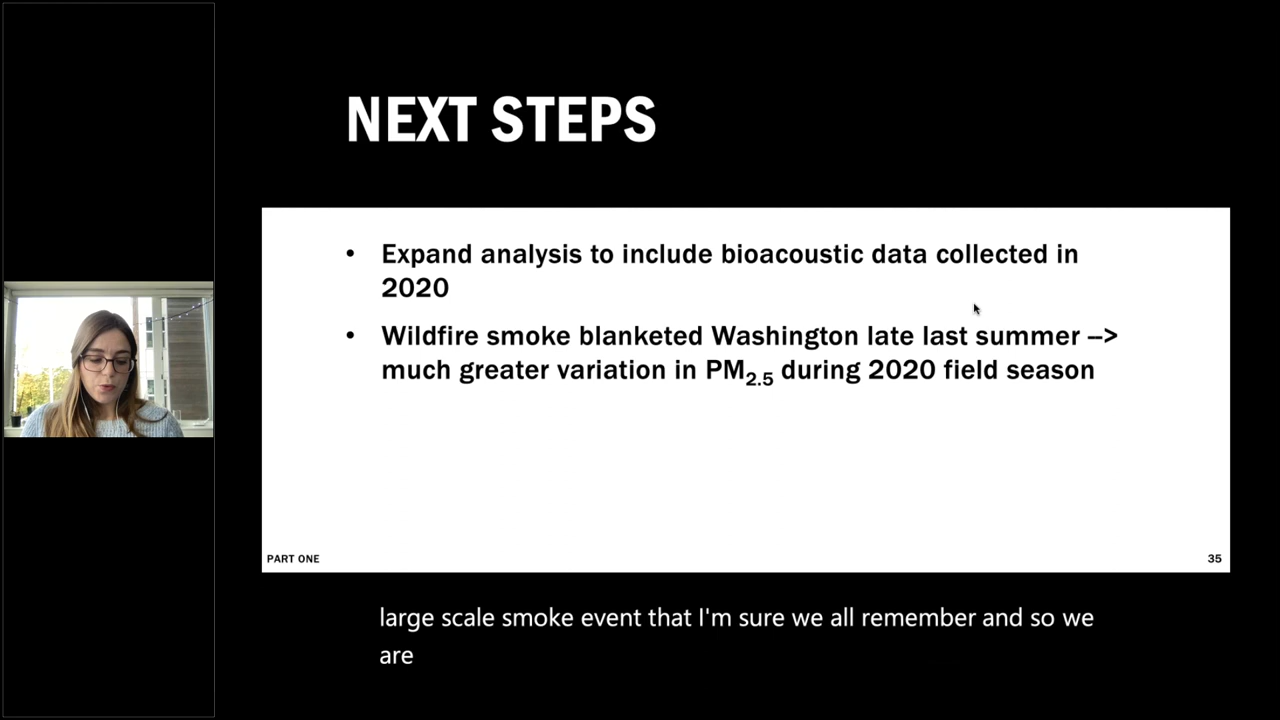 NEXT STEPS
• Expand analysis to include bioacoustic data collected in
2020
• Wildfire smoke blanketed Washington late last summer –>
much greater variation in PM2.5 during 2020 field season
PART ONE
35
large scale smoke event that I'm sure we all remember and so we
are